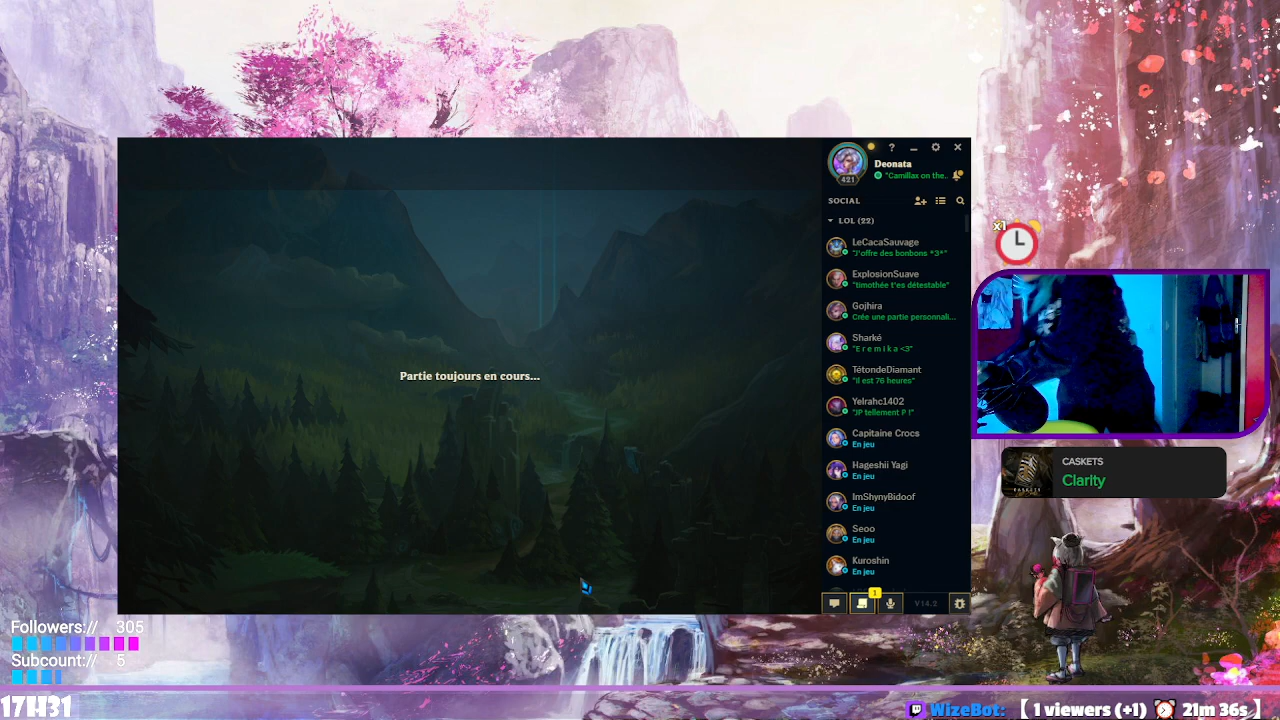 ?
Deonata
421
"Camillax on the..
SOCIAL
LOL (22)
LeCacaSauvage
"J'offre des bonbons *3*"
ExplosionSuave
"timothée t'es détestable"
Gojhira
Crée une partie personnali...
Sharké
"E r e m i k a <3"
TétondeDiamant
"il est 76 heures"
Yelrahc1402
"JP tellement P !"
Capitaine Crocs
En jeu
Hageshii Yagi
En jeu
ImShynyBidoof
En jeu
Seoo
En jeu
Kuroshin
En jeu
1
V14.2
Partie toujours en cours...
x1
CASKETS
Clarity
Followers:// 305
Subcount:// 5
17H31
WizeBot: 【 1 viewers (+1) ⏰ 21m 36s 】